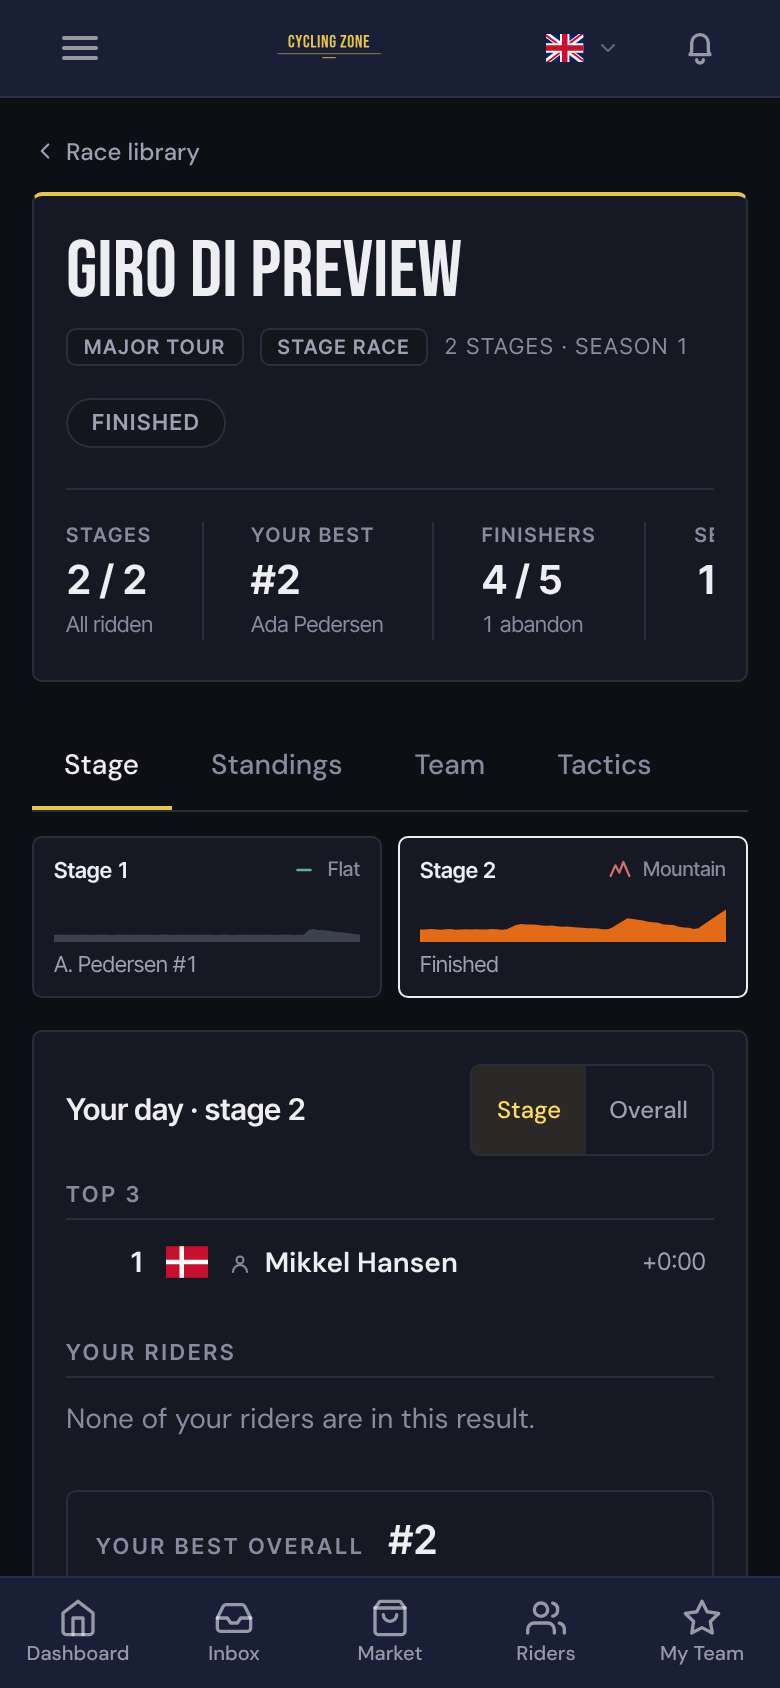 CYCLING ZONE
Race library
GIRO DI PREVIEW
MAJOR TOUR STAGE RACE 2 STAGES · SEASON 1
FINISHED
STAGES YOUR BEST FINISHERS SE
2 / 2 #2 4 / 5 1
All ridden Ada Pedersen 1 abandon
Stage Standings Team Tactics
Stage 1 Flat Stage 2 Mountain
A. Pedersen #1 Finished
Your day · stage 2 Stage Overall
TOP 3
1 Mikkel Hansen +0:00
YOUR RIDERS
None of your riders are in this result.
YOUR BEST OVERALL #2
Dashboard Inbox Market Riders My Team